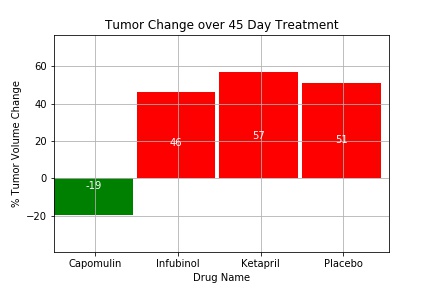 Tumor Change over 45 Day Treatment
% Tumor Volume Change
60
40
20
0
−20
-19
46
57
51
Capomulin
Infubinol
Ketapril
Placebo
Drug Name